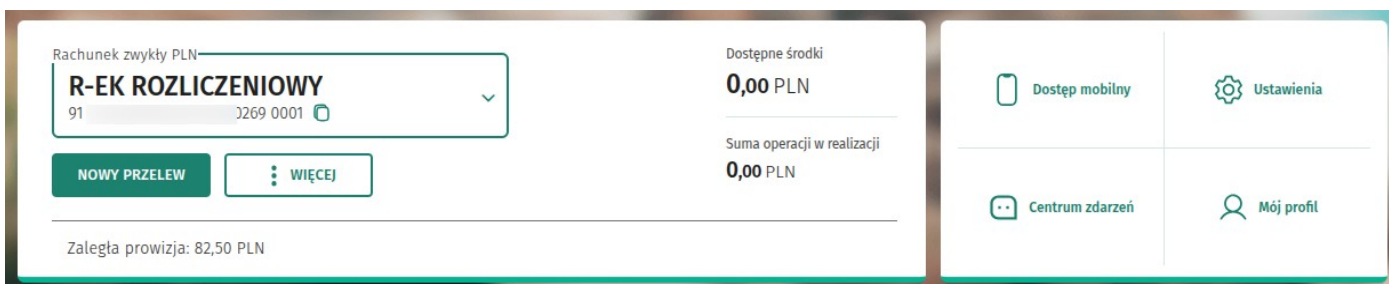 Rachunek zwykły PLN
R-EK ROZLICZENIOWY
91 0269 0001
NOWY PRZELEW
WIĘCEJ
Dostępne środki
0,00 PLN
Suma operacji w realizacji
0,00 PLN
Zaległa prowizja: 82,50 PLN
Dostęp mobilny
Ustawienia
Centrum zdarzeń
Mój profil